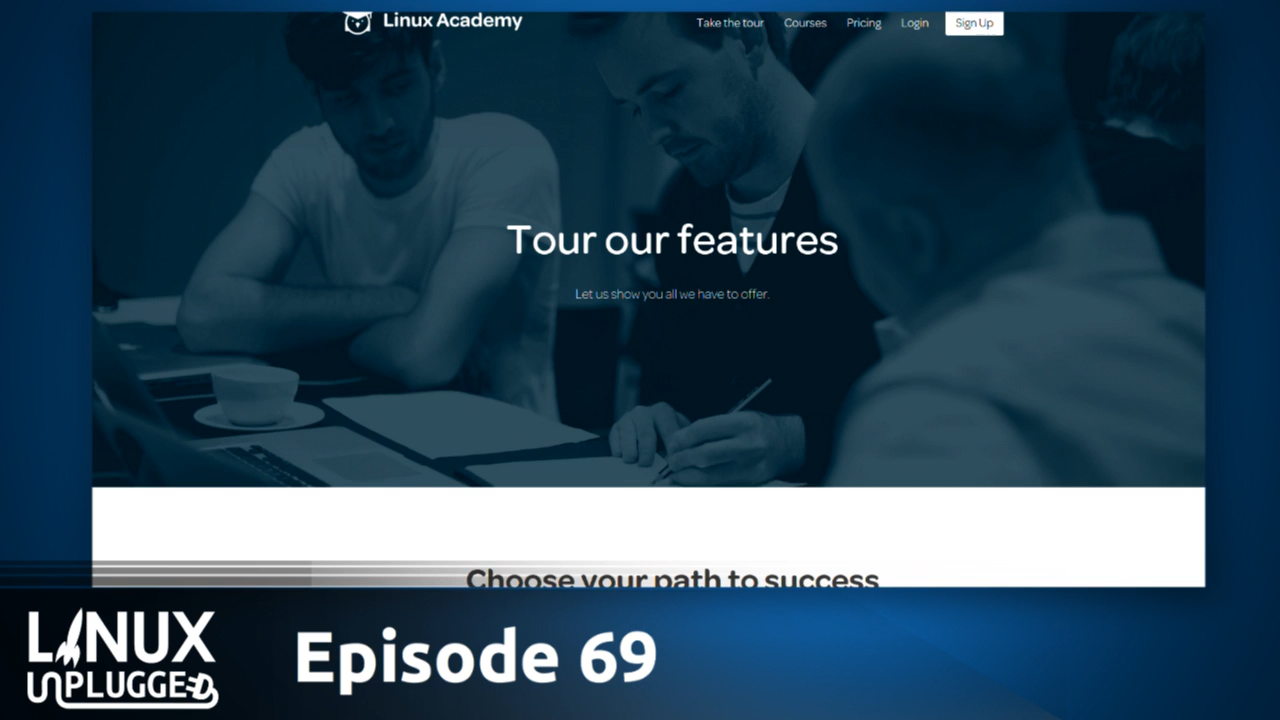 Linux Academy
Take the tour Courses Pricing Login Sign Up
Tour our features
Let us show you all we have to offer.
Choose your path to success
LINUX
UNPLUGGED
Episode 69